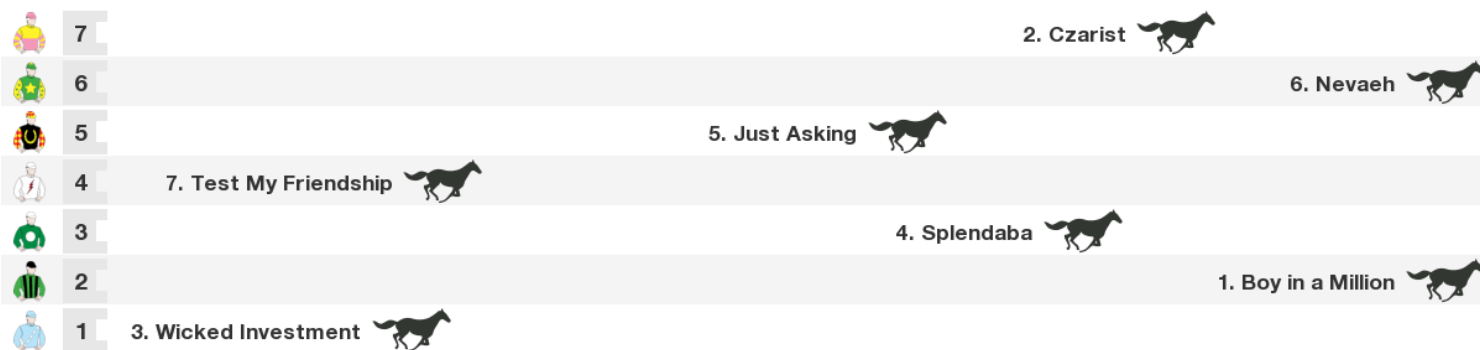 7 2. Czarist
6 6. Nevaeh
5 5. Just Asking
4 7. Test My Friendship
3 4. Splendaba
2 1. Boy in a Million
1 3. Wicked Investment